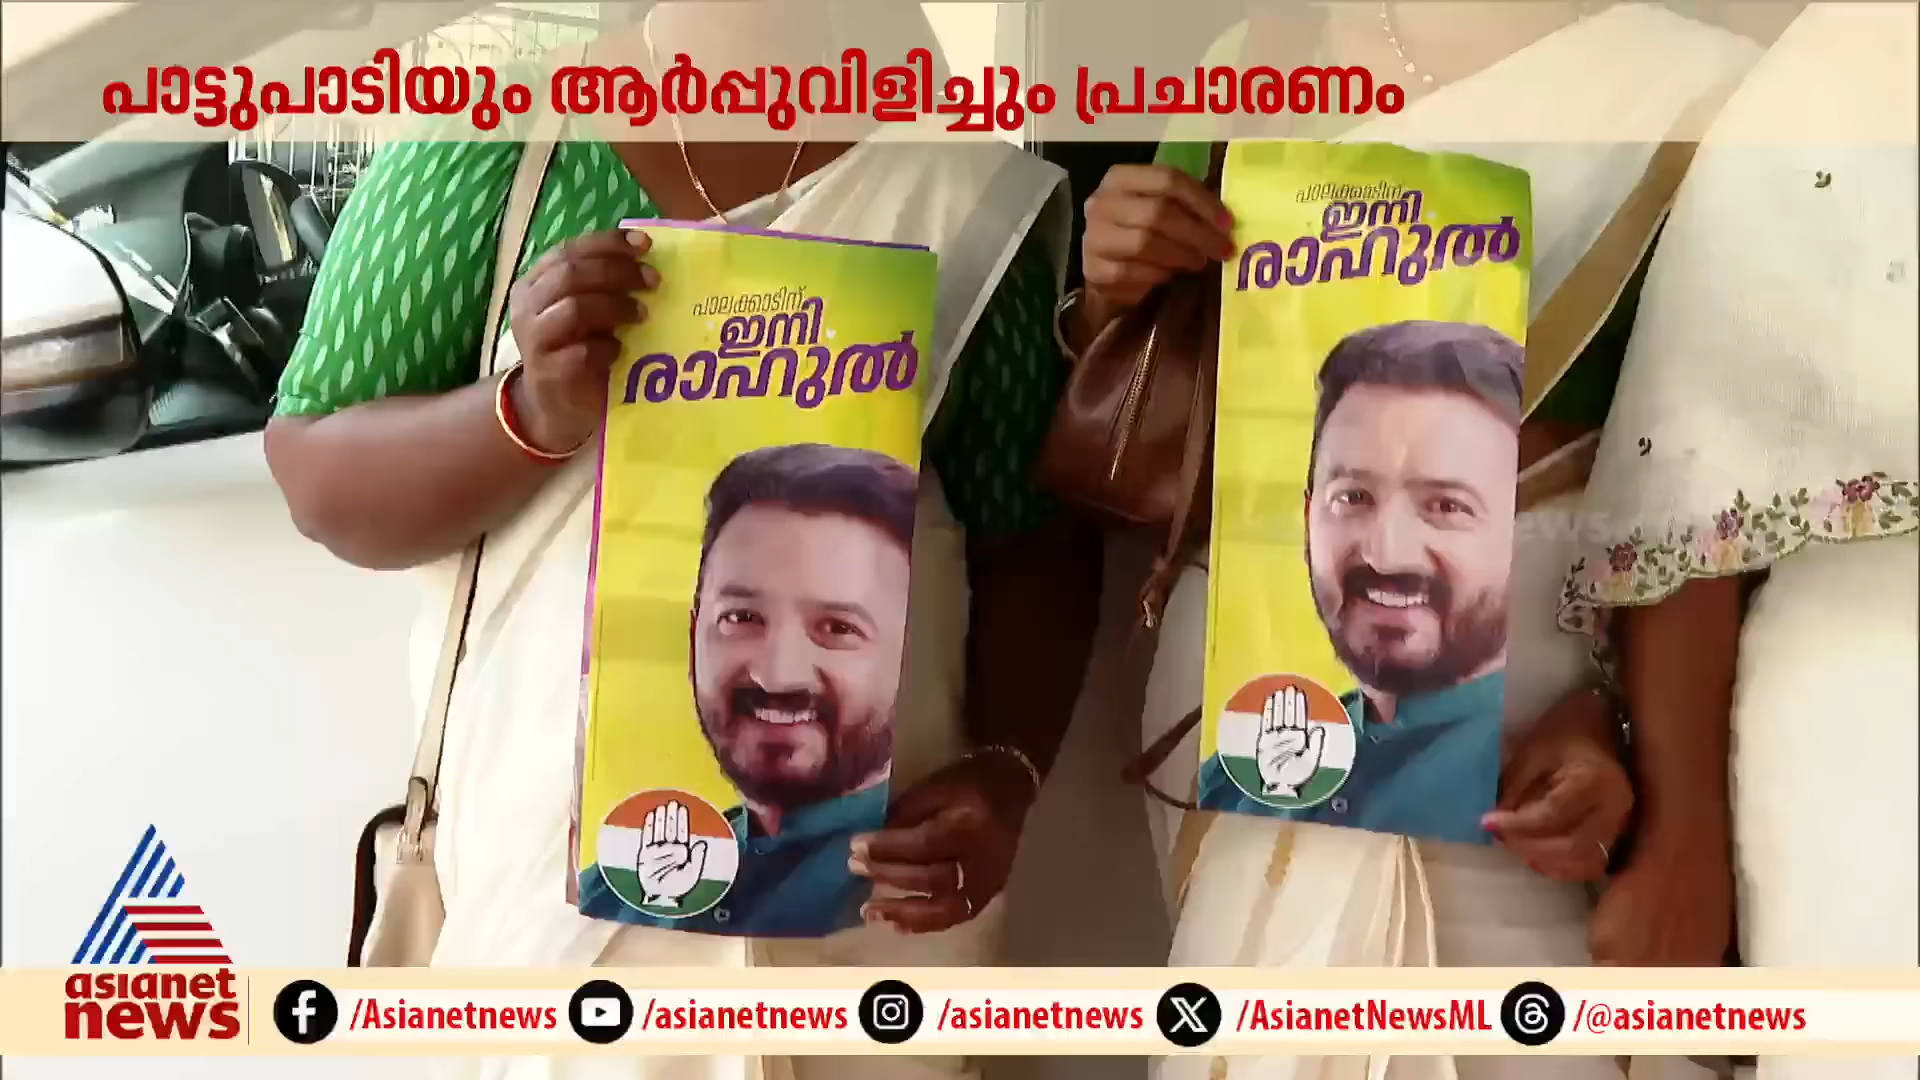 പാട്ടുപാടിയും ആർപ്പുവിളിച്ചും പ്രചാരണം
പാലക്കാടിന്
ഇനി
രാഹുൽ
പാലക്കാടിന്
ഇനി
രാഹുൽ
asianet
news
/Asianetnews /asianetnews /asianetnews /AsianetNewsML /@asianetnews